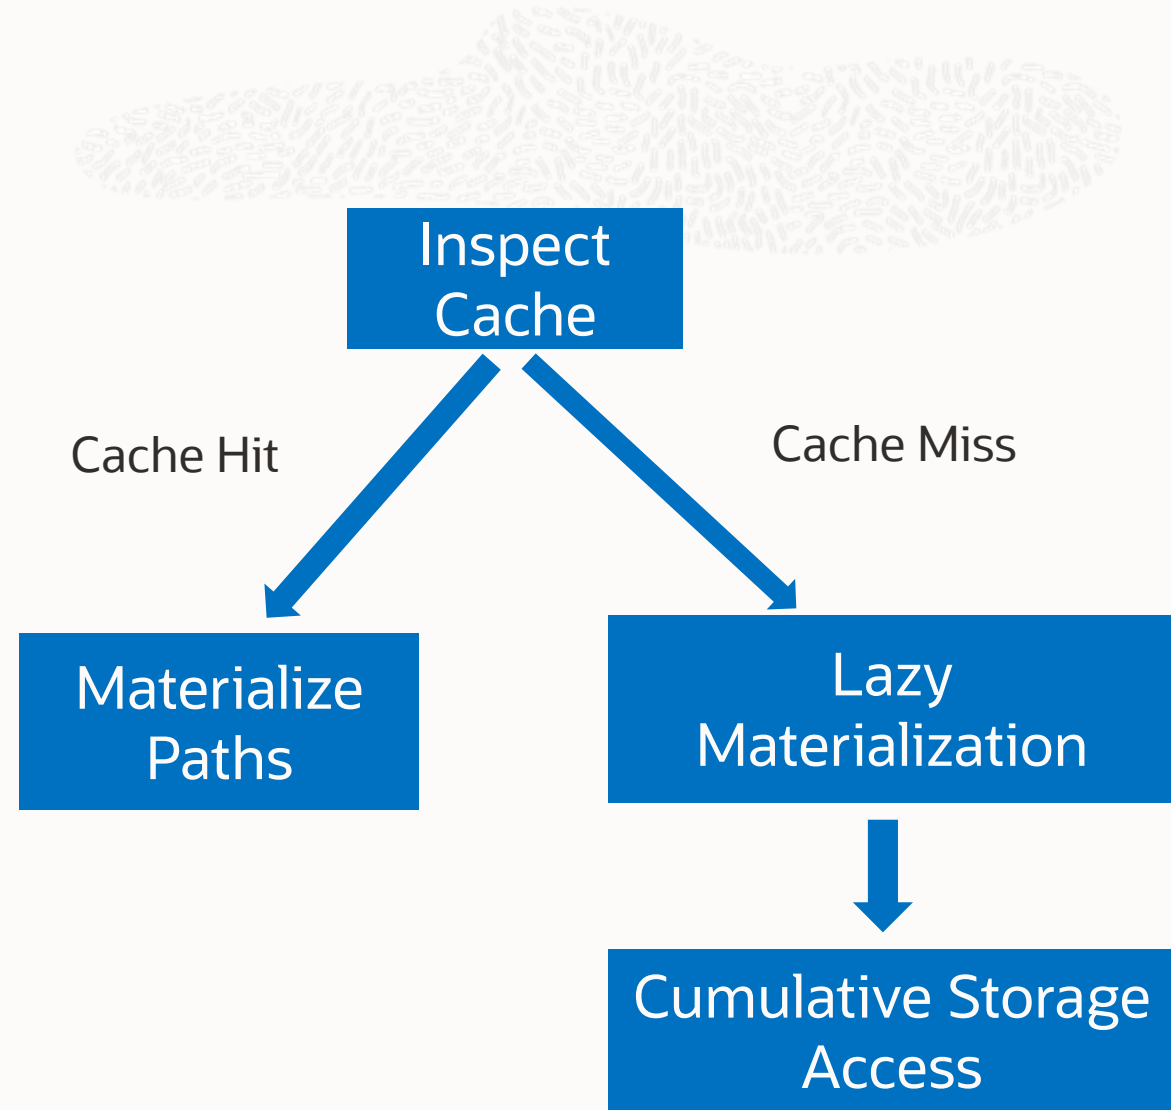 Inspect
Cache
Cache Hit
Cache Miss
Materialize
Paths
Lazy
Materialization
Cumulative Storage
Access